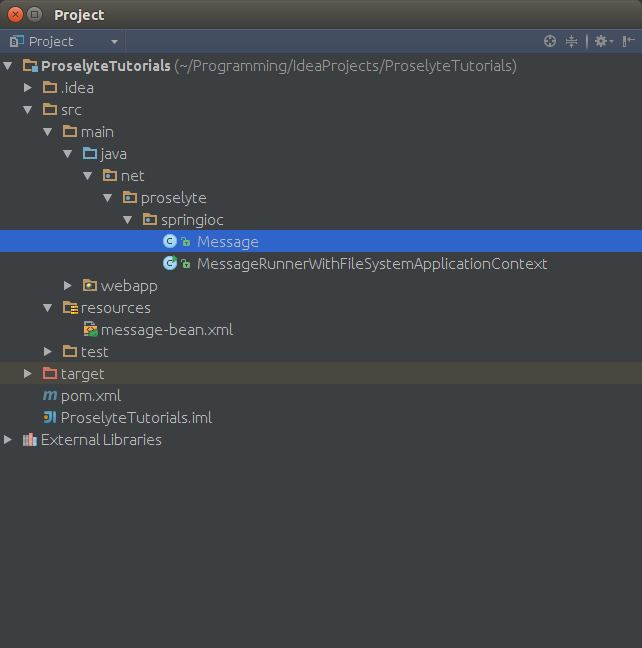 Project
Project
ProselyteTutorials (~/Programming/IdeaProjects/ProselyteTutorials)
.idea
src
main
java
net
proselyte
springioc
Message
MessageRunnerWithFileSystemApplicationContext
webapp
resources
message-bean.xml
test
target
pom.xml
ProselyteTutorials.iml
External Libraries